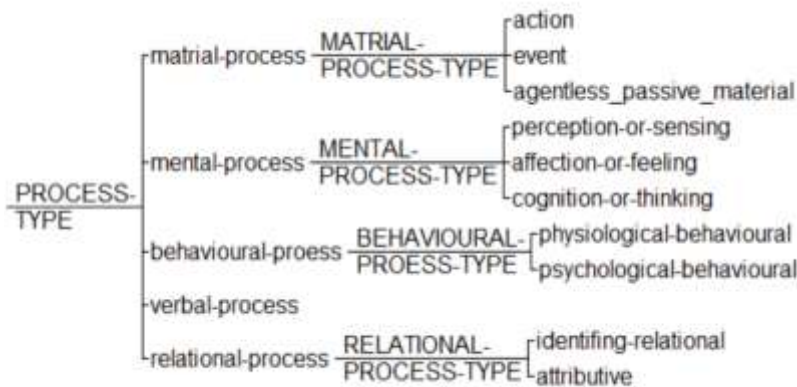 PROCESS-
TYPE
matrial-process
MATRIAL-
PROCESS-TYPE
action
event
agentless_passive_material
mental-process
MENTAL-
PROCESS-TYPE
perception-or-sensing
affection-or-feeling
cognition-or-thinking
behavioural-proess
BEHAVIOURAL-
PROESS-TYPE
physiological-behavioural
psychological-behavioural
verbal-process
relational-process
RELATIONAL-
PROCESS-TYPE
identifing-relational
attributive